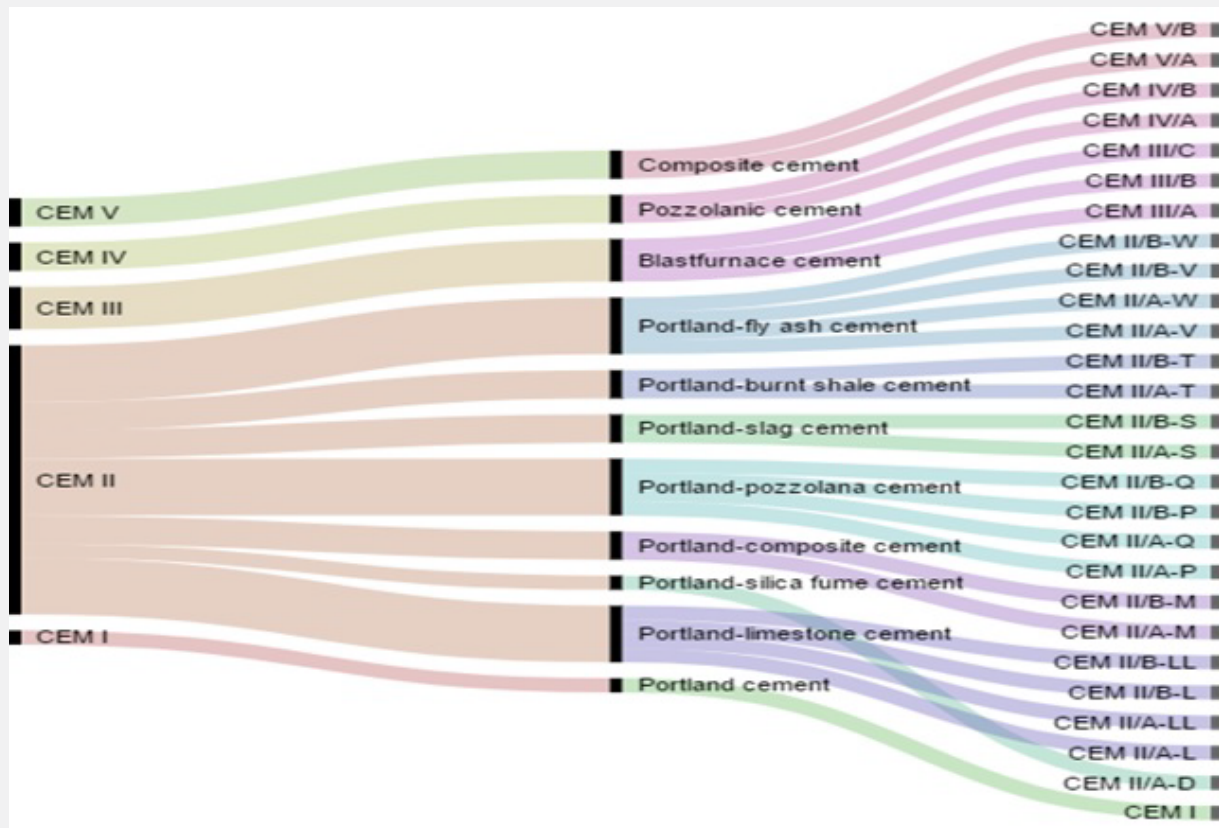 CEM V
CEM IV
CEM III
CEM II
CEM I
Composite cement
Pozzolanic cement
Blastfurnace cement
Portland-fly ash cement
Portland-burnt shale cement
Portland-slag cement
Portland-pozzolana cement
Portland-composite cement
Portland-silica fume cement
Portland-limestone cement
Portland cement
CEM V/B
CEM V/A
CEM IV/B
CEM IV/A
CEM III/C
CEM III/B
CEM III/A
CEM II/B-W
CEM II/B-V
CEM II/A-W
CEM II/A-V
CEM II/B-T
CEM II/A-T
CEM II/B-S
CEM II/A-S
CEM II/B-Q
CEM II/B-P
CEM II/A-Q
CEM II/A-P
CEM II/B-M
CEM II/A-M
CEM II/B-LL
CEM II/B-L
CEM II/A-LL
CEM II/A-L
CEM II/A-D
CEM I